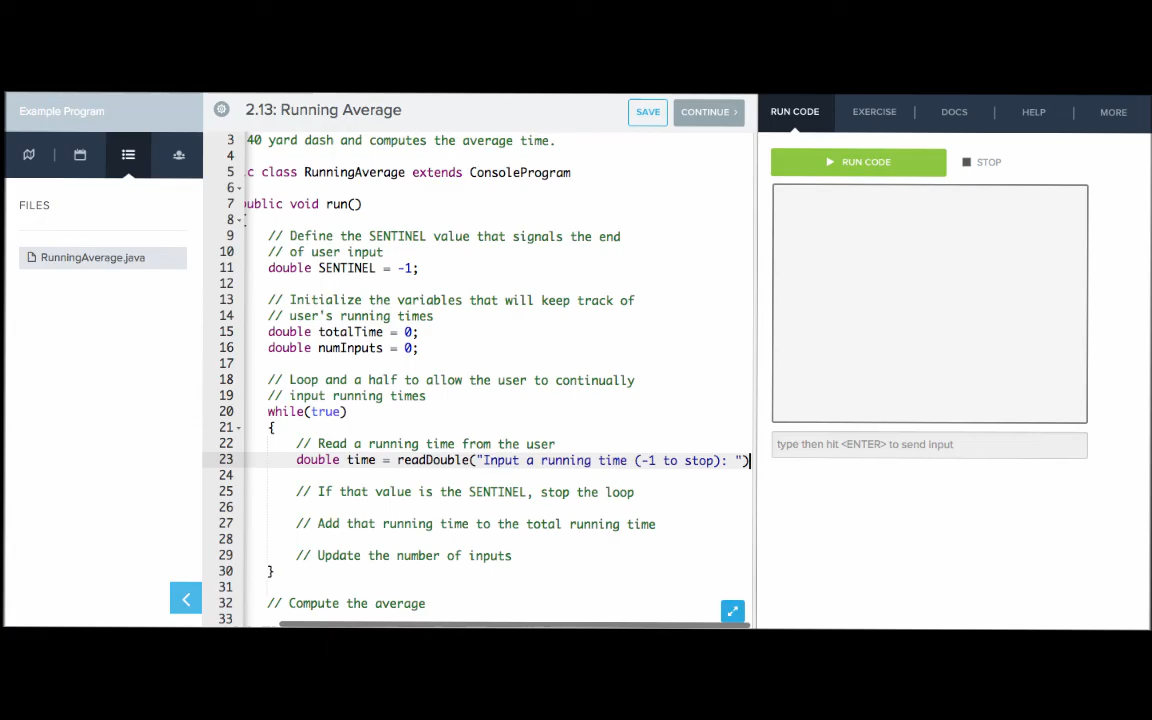 Example Program
2.13: Running Average
SAVE
CONTINUE
RUN CODE
EXERCISE
DOCS
HELP
MORE
FILES
RunningAverage.java
3 40 yard dash and computes the average time.
4
5 c class RunningAverage extends ConsoleProgram
6
7 public void run()
8 {
9 // Define the SENTINEL value that signals the end
10 // of user input
11 double SENTINEL = -1;
12
13 // Initialize the variables that will keep track of
14 // user's running times
15 double totalTime = 0;
16 double numInputs = 0;
17
18 // Loop and a half to allow the user to continually
19 // input running times
20 while(true)
21 {
22 // Read a running time from the user
23 double time = readDouble("Input a running time (-1 to stop): ")
24
25 // If that value is the SENTINEL, stop the loop
26
27 // Add that running time to the total running time
28
29 // Update the number of inputs
30 }
31
32 // Compute the average
33
RUN CODE
STOP
type then hit <ENTER> to send input